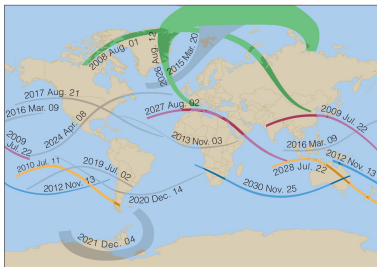 2008 Aug. 01
2026 Aug. 12
2015 Mar. 20
2017 Aug. 21
2016 Mar. 09
2024 Apr. 08
2027 Aug. 02
2009 Jul. 22
2013 Nov. 03
2009 Jul. 22
2010 Jul. 11
2019 Jul. 02
2012 Nov. 13
2020 Dec. 14
2016 Mar. 09
2012 Nov. 13
2028 Jul. 22
2030 Nov. 25
2021 Dec. 04